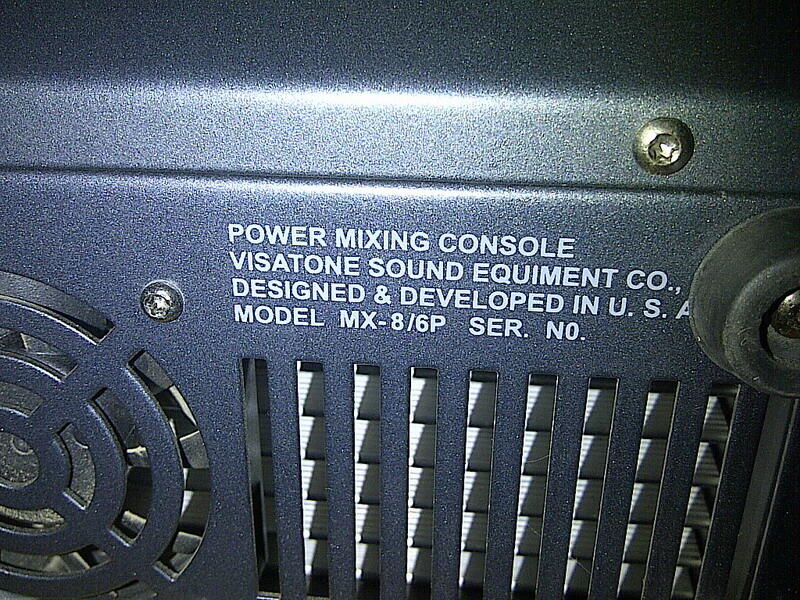 POWER MIXING CONSOLE
VISATONE SOUND EQUIMENT CO.,
DESIGNED & DEVELOPED IN U. S. A
MODEL MX-8/6P SER. N0.